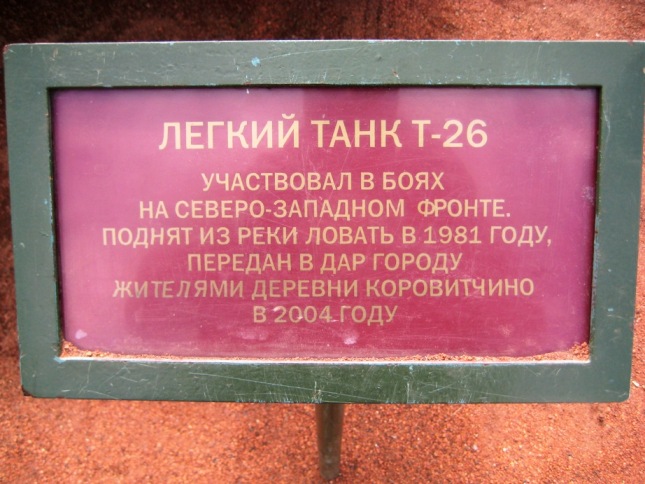 ЛЕГКИЙ ТАНК Т-26
УЧАСТВОВАЛ В БОЯХ
НА СЕВЕРО-ЗАПАДНОМ ФРОНТЕ.
ПОДНЯТ ИЗ РЕКИ ЛОВАТЬ В 1981 ГОДУ,
ПЕРЕДАН В ДАР ГОРОДУ
ЖИТЕЛЯМИ ДЕРЕВНИ КОРОВИТЧИНО
В 2004 ГОДУ